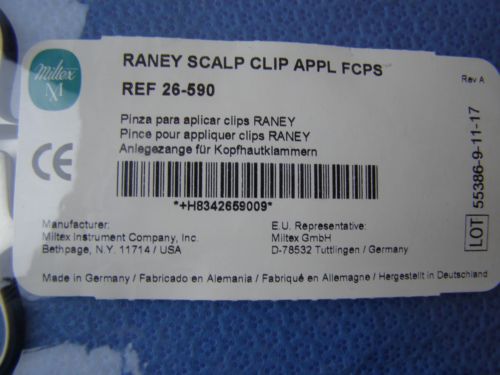 Miltex
M
RANEY SCALP CLIP APPL FCPS
REF 26-590
Rev A
Pinza para aplicar clips RANEY
Pince pour appliquer clips RANEY
Anlegezange für Kopfhautklammern
CE
*+H8342659009*
LOT 55386-9-11-17
Manufacturer:
Miltex Instrument Company, Inc.
Bethpage, N.Y. 11714 / USA
E.U. Representative:
Miltex GmbH
D-78532 Tuttlingen / Germany
Made in Germany / Fabricado en Alemania / Fabriqué en Allemagne / Hergestellt in Deutschland